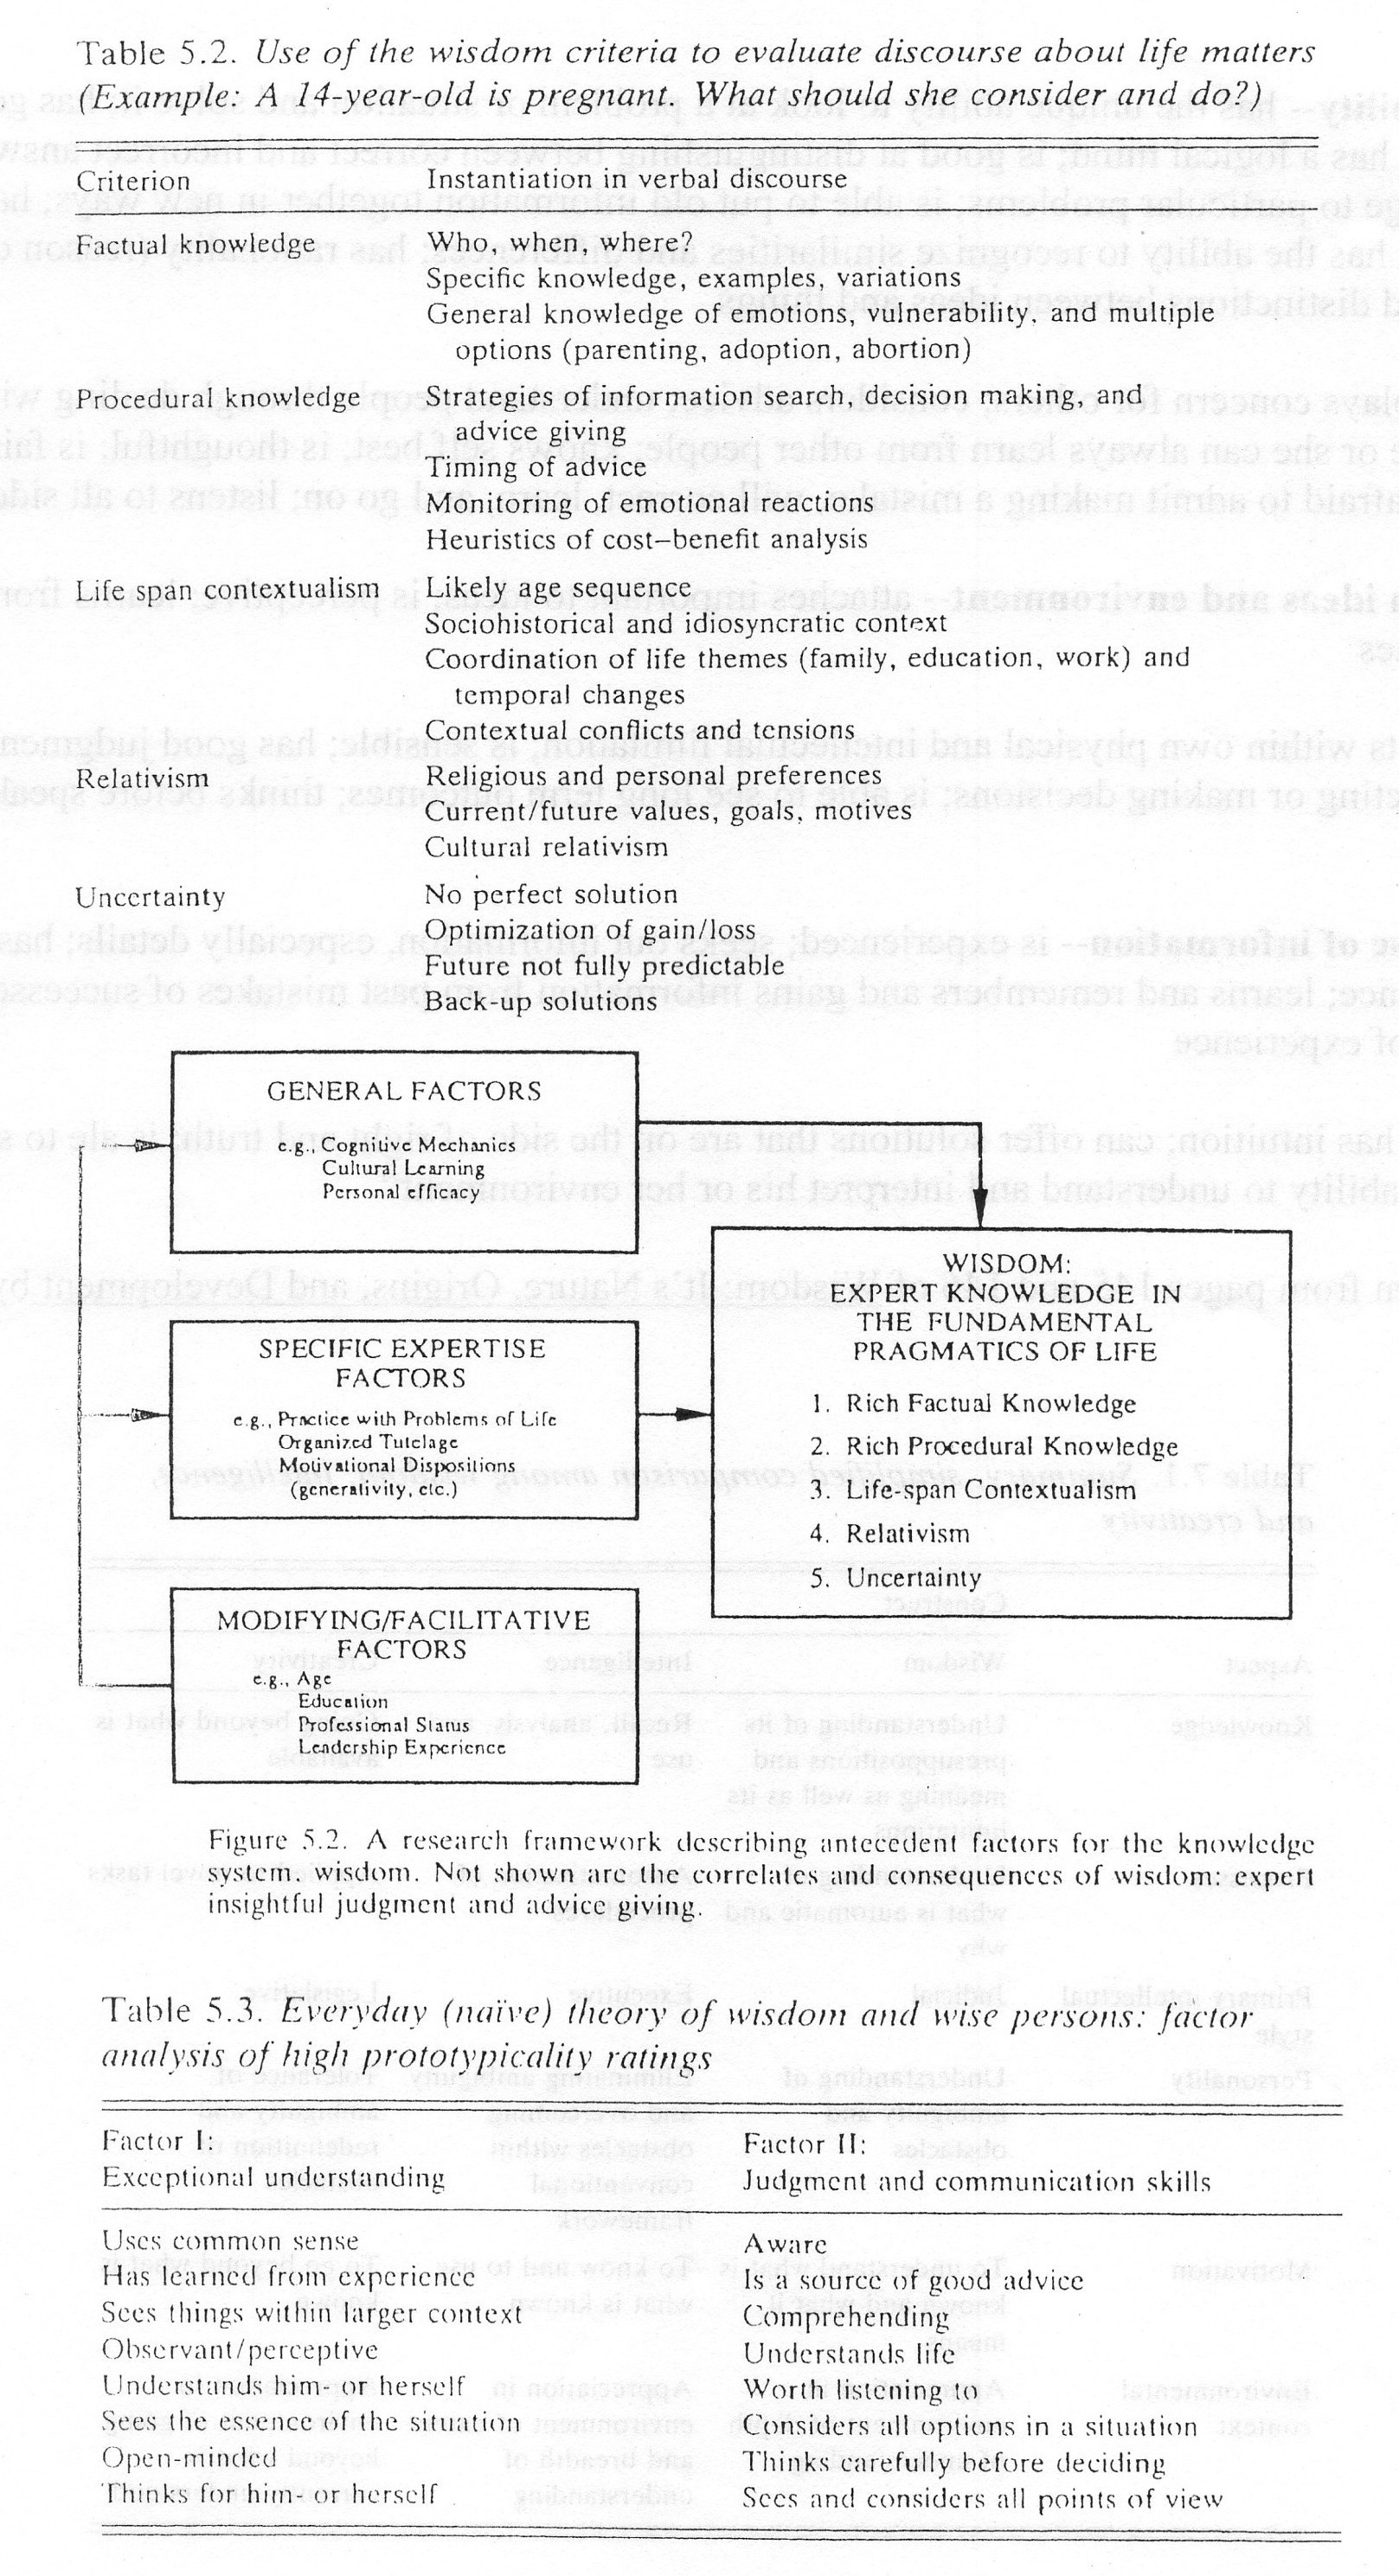 Table 5.2. Use of the wisdom criteria to evaluate discourse about life matters
(Example: A 14-year-old is pregnant. What should she consider and do?)
Criterion Instantiation in verbal discourse
Factual knowledge Who, when, where?
Specific knowledge, examples, variations
General knowledge of emotions, vulnerability, and multiple
options (parenting, adoption, abortion)
Procedural knowledge Strategies of information search, decision making, and
advice giving
Timing of advice
Monitoring of emotional reactions
Heuristics of cost–benefit analysis
Life span contextualism Likely age sequence
Sociohistorical and idiosyncratic context
Coordination of life themes (family, education, work) and
temporal changes
Contextual conflicts and tensions
Relativism Religious and personal preferences
Current/future values, goals, motives
Cultural relativism
Uncertainty No perfect solution
Optimization of gain/loss
Future not fully predictable
Back-up solutions
GENERAL FACTORS
e.g., Cognitive Mechanics
Cultural Learning
Personal efficacy
SPECIFIC EXPERTISE
FACTORS
e.g., Practice with Problems of Life
Organized Tutelage
Motivational Dispositions
(generativity, etc.)
MODIFYING/FACILITATIVE
FACTORS
e.g., Age
Education
Professional Status
Leadership Experience
WISDOM:
EXPERT KNOWLEDGE IN
THE FUNDAMENTAL
PRAGMATICS OF LIFE
1. Rich Factual Knowledge
2. Rich Procedural Knowledge
3. Life-span Contextualism
4. Relativism
5. Uncertainty
Figure 5.2. A research framework describing antecedent factors for the knowledge
system, wisdom. Not shown are the correlates and consequences of wisdom: expert
insightful judgment and advice giving.
Table 5.3. Everyday (naïve) theory of wisdom and wise persons: factor
analysis of high prototypicality ratings
Factor I: Factor II:
Exceptional understanding Judgment and communication skills
Uses common sense Aware
Has learned from experience Is a source of good advice
Sees things within larger context Comprehending
Observant/perceptive Understands life
Understands him- or herself Worth listening to
Sees the essence of the situation Considers all options in a situation
Open-minded Thinks carefully before deciding
Thinks for him- or herself Sees and considers all points of view